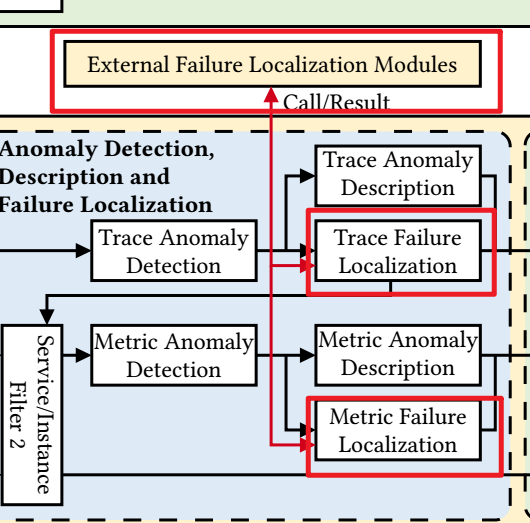 External Failure Localization Modules
Call/Result
Anomaly Detection,
Description and
Failure Localization
Trace Anomaly
Description
Trace Anomaly
Detection
Trace Failure
Localization
Service/Instance
Filter 2
Metric Anomaly
Detection
Metric Anomaly
Description
Metric Failure
Localization